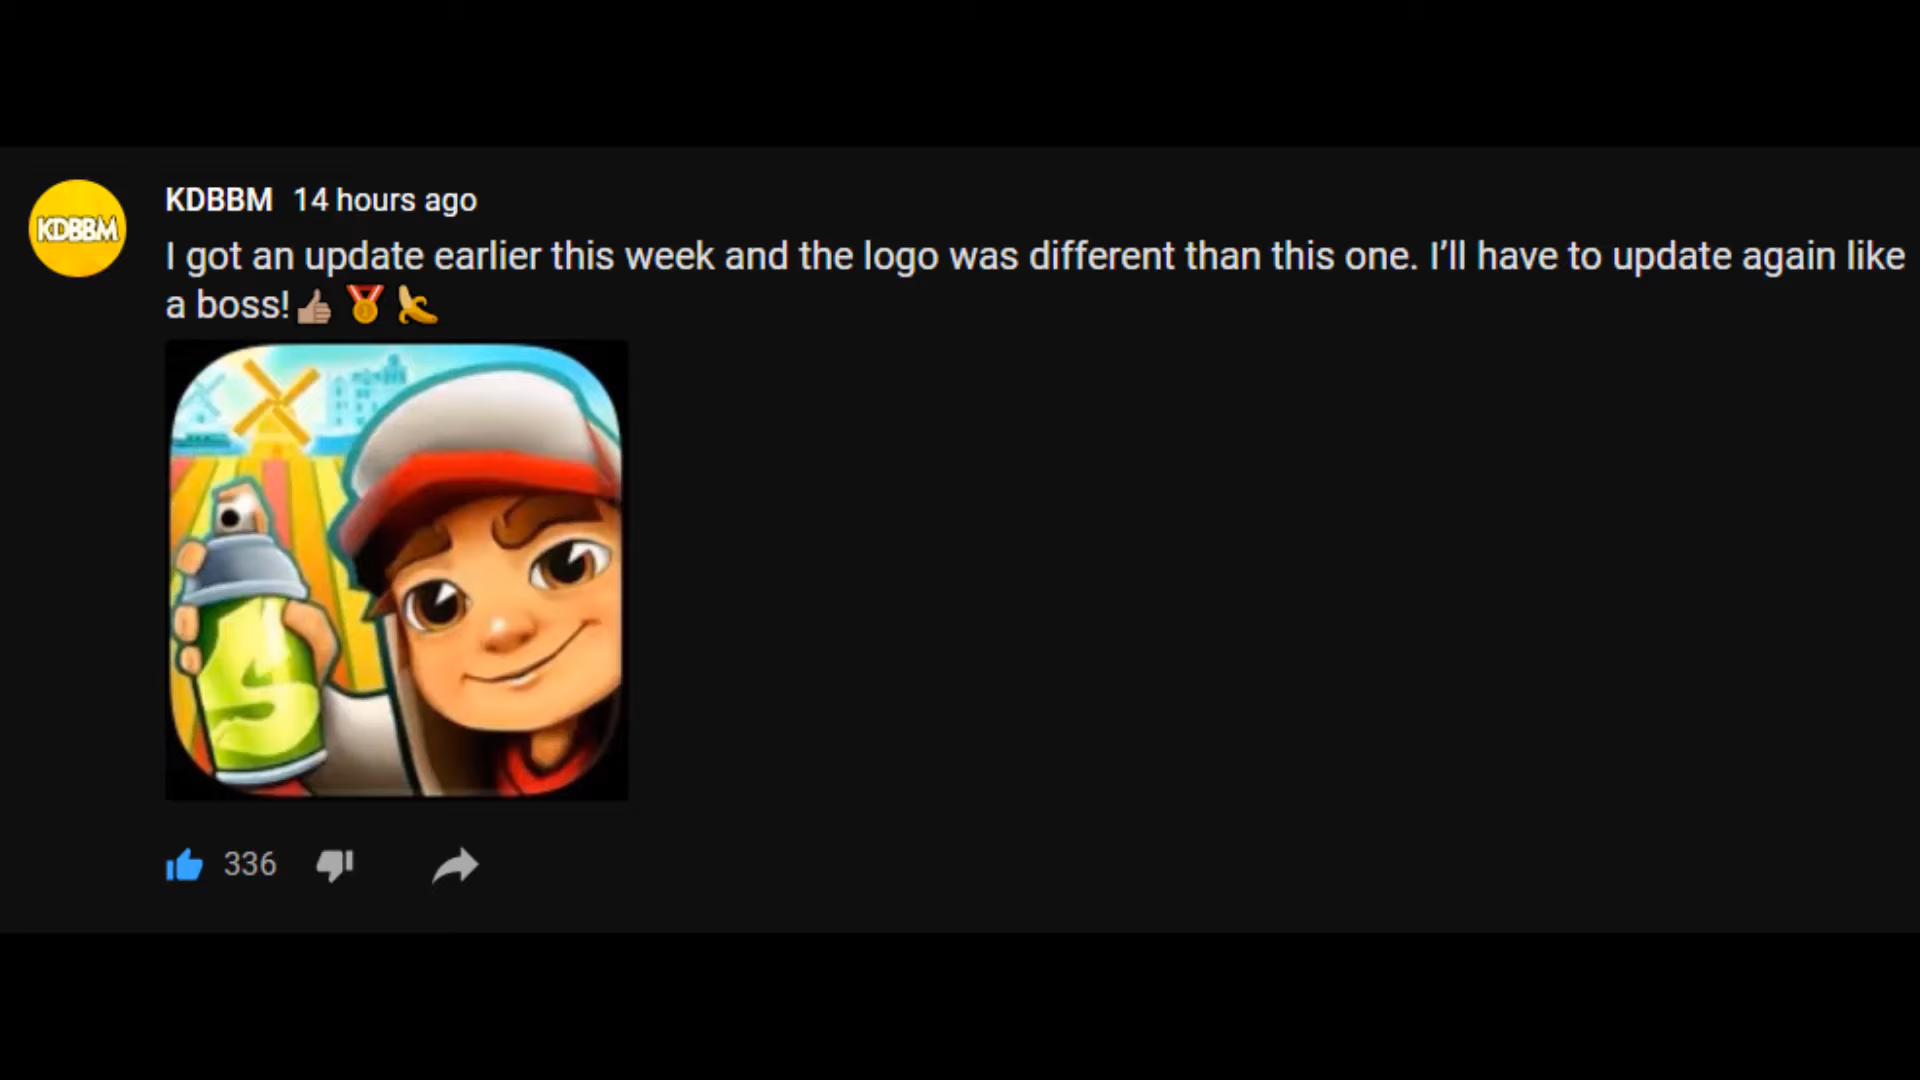 KDBBM
KDBBM 14 hours ago
I got an update earlier this week and the logo was different than this one. I’ll have to update again like
a boss!👍🏽🏅🍌
S
336